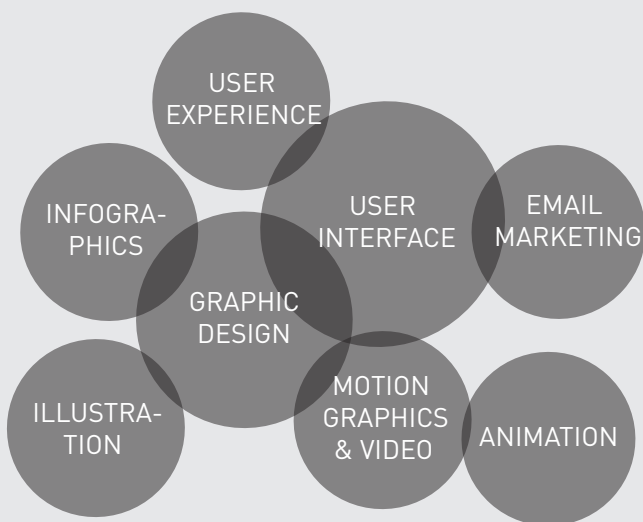 USER
EXPERIENCE
INFOGRA-
PHICS
USER
INTERFACE
EMAIL
MARKETING
GRAPHIC
DESIGN
ILLUSTRA-
TION
MOTION
GRAPHICS
& VIDEO
ANIMATION